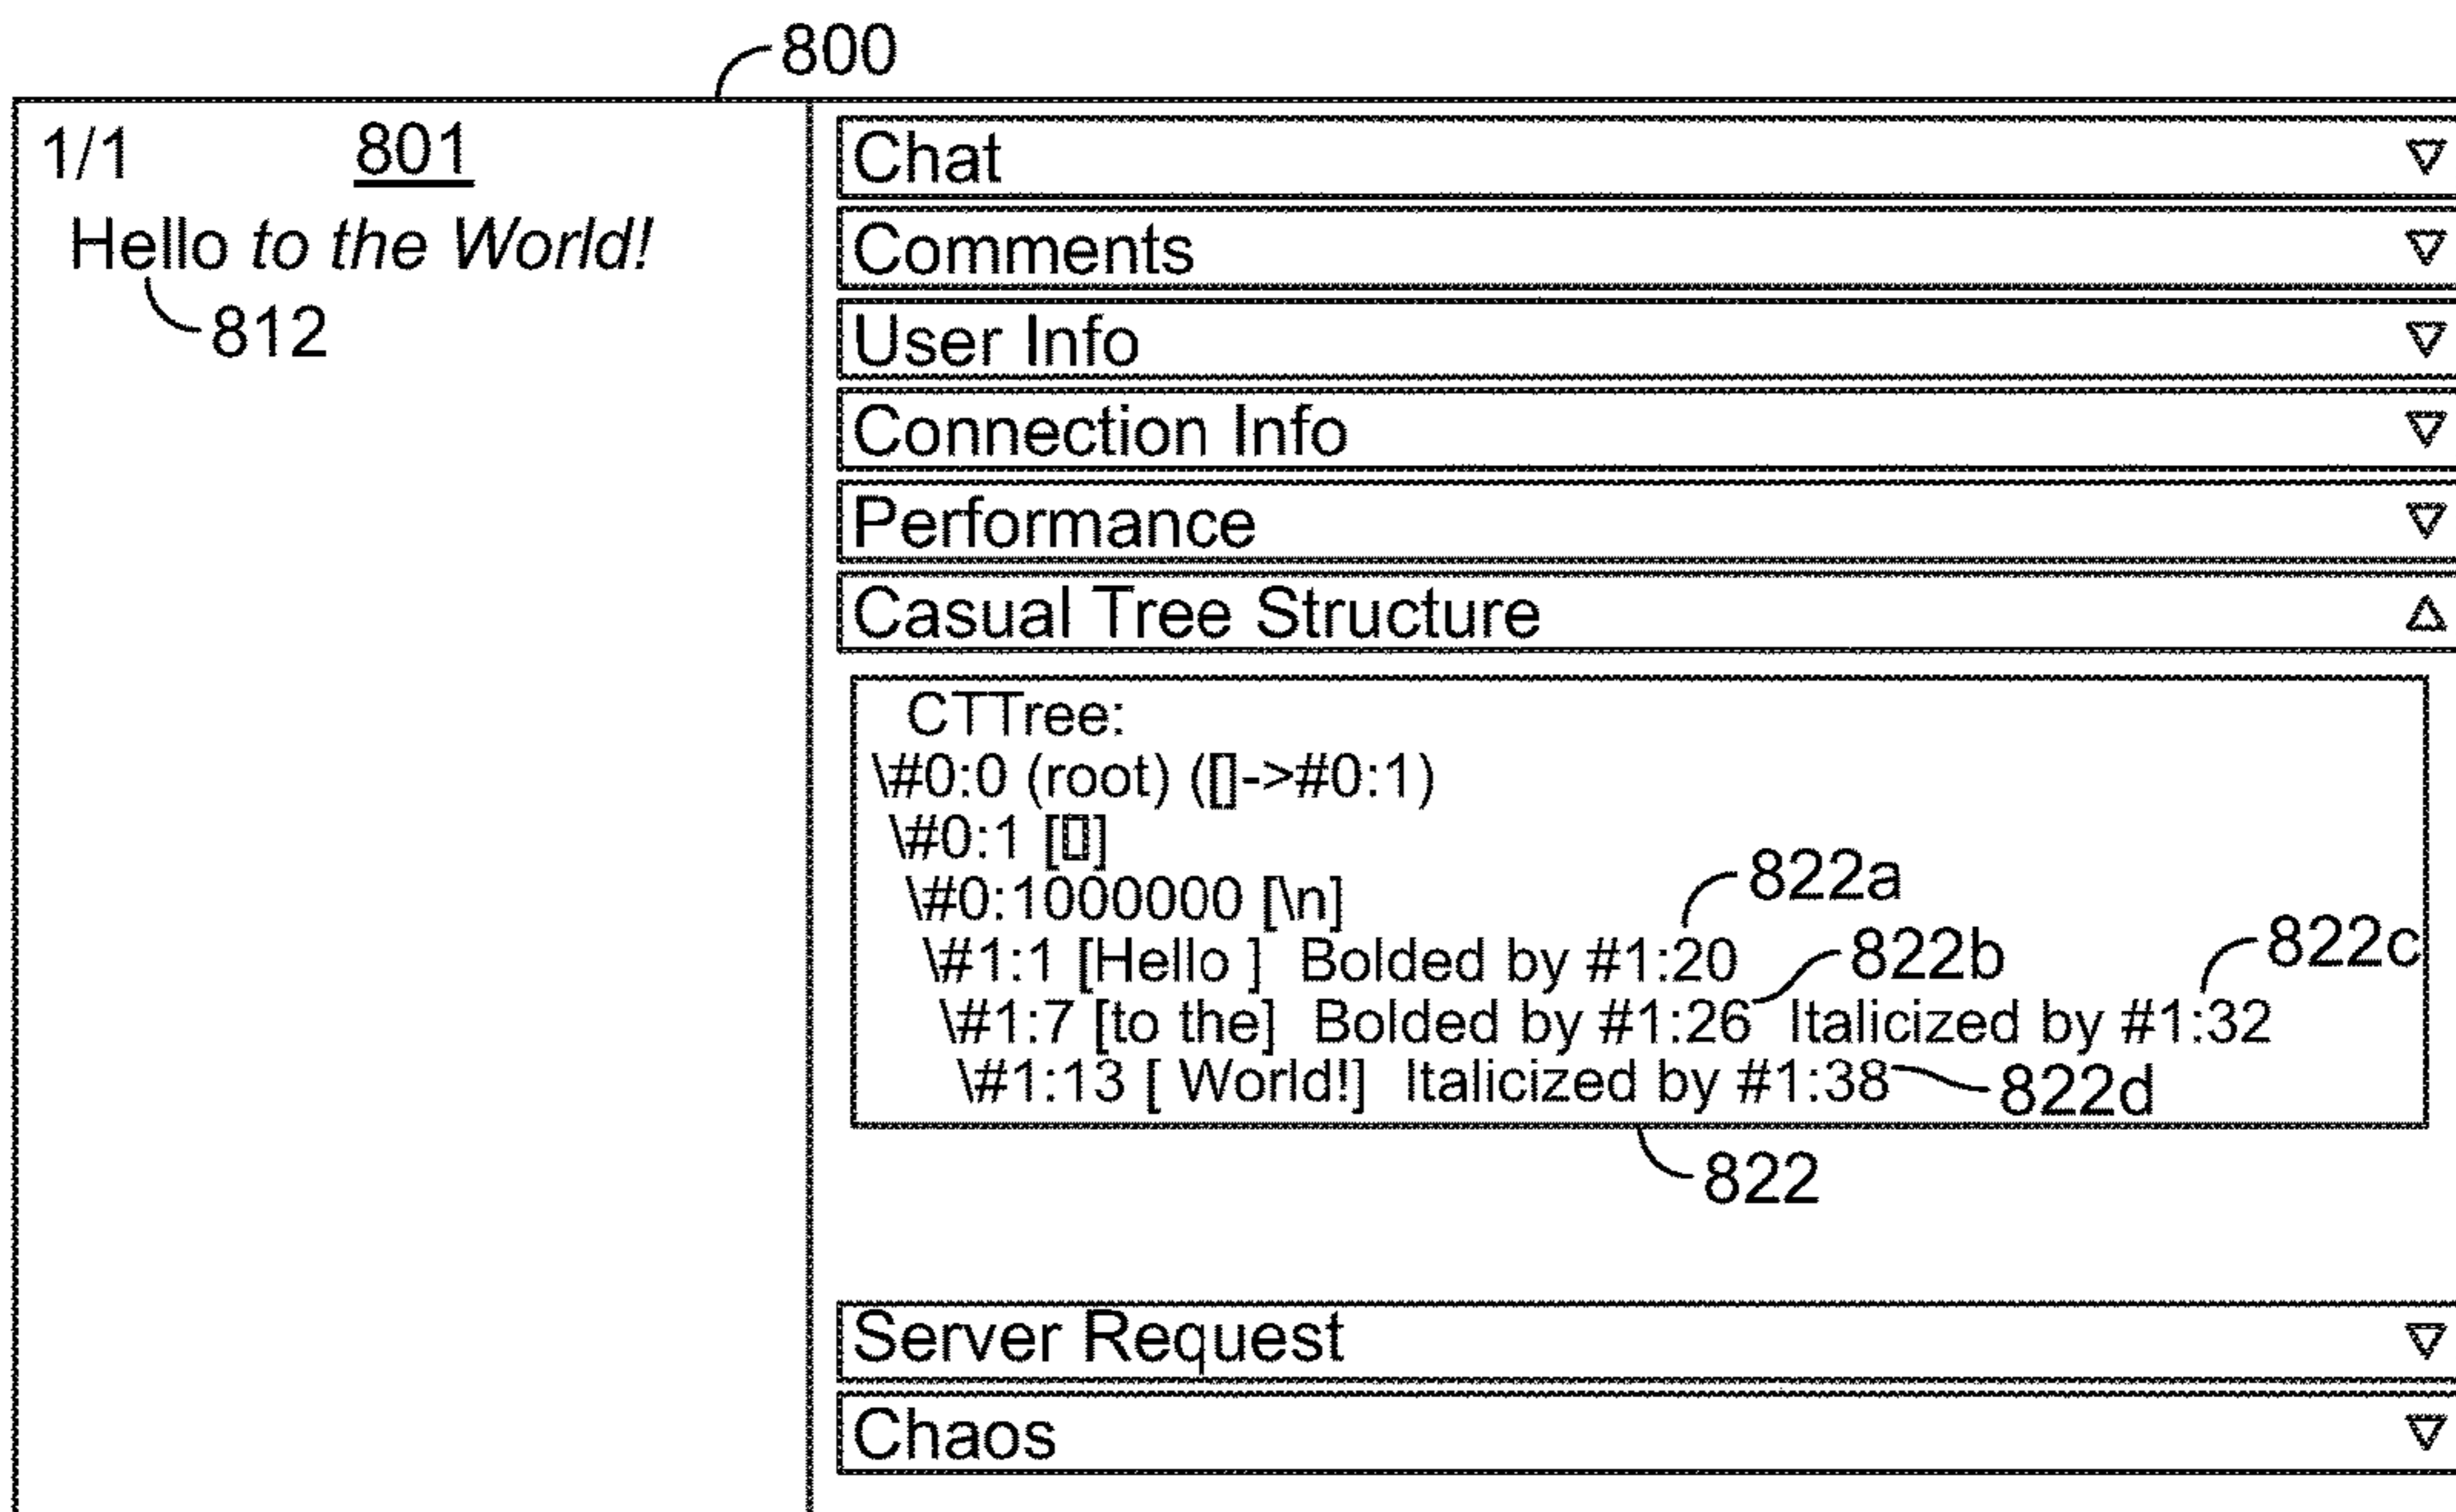 800
1/1 801
Hello to the World!
812
Chat
Comments
User Info
Connection Info
Performance
Casual Tree Structure
CTTree:
\#0:0 (root) ([]->#0:1)
\#0:1 [▯]
\#0:1000000 [\n]
822a
\#1:1 [Hello ] Bolded by #1:20
822b
822c
\#1:7 [to the] Bolded by #1:26 Italicized by #1:32
\#1:13 [ World!] Italicized by #1:38
822d
822
Server Request
Chaos